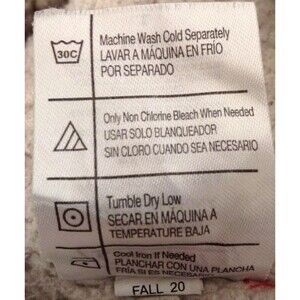 30C
Machine Wash Cold Separately
LAVAR A MÁQUINA EN FRÍO
POR SEPARADO
Only Non Chlorine Bleach When Needed
USAR SOLO BLANQUEADOR
SIN CLORO CUANDO SEA NECESARIO
Tumble Dry Low
SECAR EN MÁQUINA A
TEMPERATURE BAJA
Cool Iron If Needed
PLANCHAR CON UNA PLANCHA
FRÍA SI ES NECESARIO
FALL 20